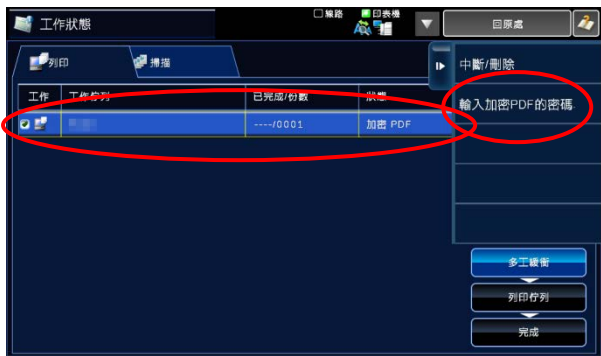 工作狀態
線路
印表機
回原處
列印
掃描
中斷/刪除
工作
工作佇列
已完成/份數
狀態
輸入加密PDF的密碼
----/0001
加密 PDF
多工緩衝
列印佇列
完成